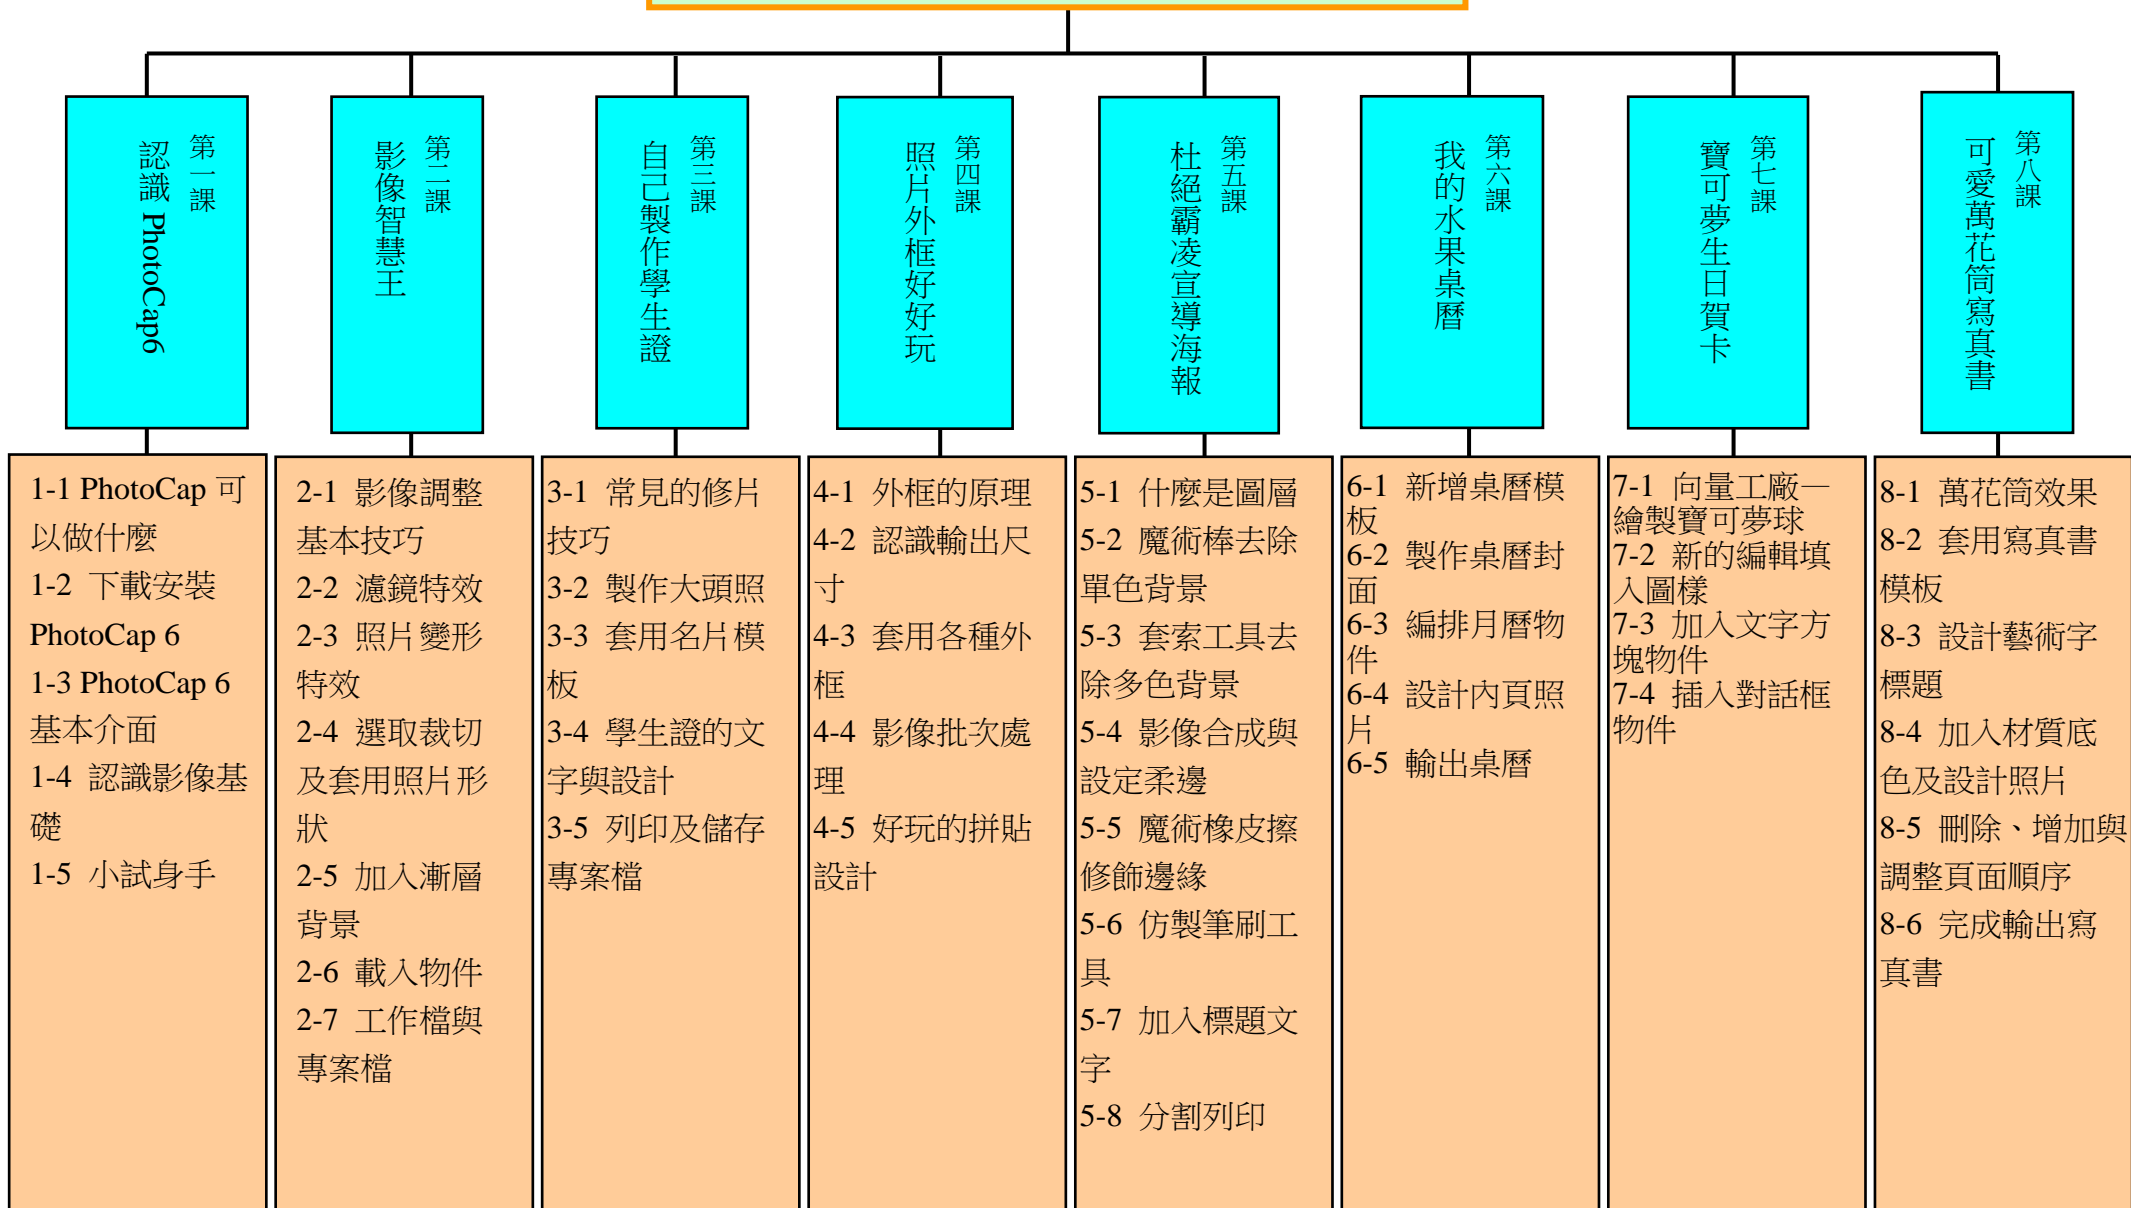 第一課
認識 PhotoCap6
第二課
影像智慧王
第三課
自己製作學生證
第四課
照片外框好好玩
第五課
杜絕霸凌宣導海報
第六課
我的水果桌曆
第七課
寶可夢生日賀卡
第八課
可愛萬花筒寫真書
1-1 PhotoCap 可
以做什麼
1-2 下載安裝
PhotoCap 6
1-3 PhotoCap 6
基本介面
1-4 認識影像基
礎
1-5 小試身手
2-1 影像調整
基本技巧
2-2 濾鏡特效
2-3 照片變形
特效
2-4 選取裁切
及套用照片形
狀
2-5 加入漸層
背景
2-6 載入物件
2-7 工作檔與
專案檔
3-1 常見的修片
技巧
3-2 製作大頭照
3-3 套用名片模
板
3-4 學生證的文
字與設計
3-5 列印及儲存
專案檔
4-1 外框的原理
4-2 認識輸出尺
寸
4-3 套用各種外
框
4-4 影像批次處
理
4-5 好玩的拼貼
設計
5-1 什麼是圖層
5-2 魔術棒去除
單色背景
5-3 套索工具去
除多色背景
5-4 影像合成與
設定柔邊
5-5 魔術橡皮擦
修飾邊緣
5-6 仿製筆刷工
具
5-7 加入標題文
字
5-8 分割列印
6-1 新增桌曆模
板
6-2 製作桌曆封
面
6-3 編排月曆物
件
6-4 設計內頁照
片
6-5 輸出桌曆
7-1 向量工廠—
繪製寶可夢球
7-2 新的編輯填
入圖樣
7-3 加入文字方
塊物件
7-4 插入對話框
物件
8-1 萬花筒效果
8-2 套用寫真書
模板
8-3 設計藝術字
標題
8-4 加入材質底
色及設計照片
8-5 刪除、增加與
調整頁面順序
8-6 完成輸出寫
真書